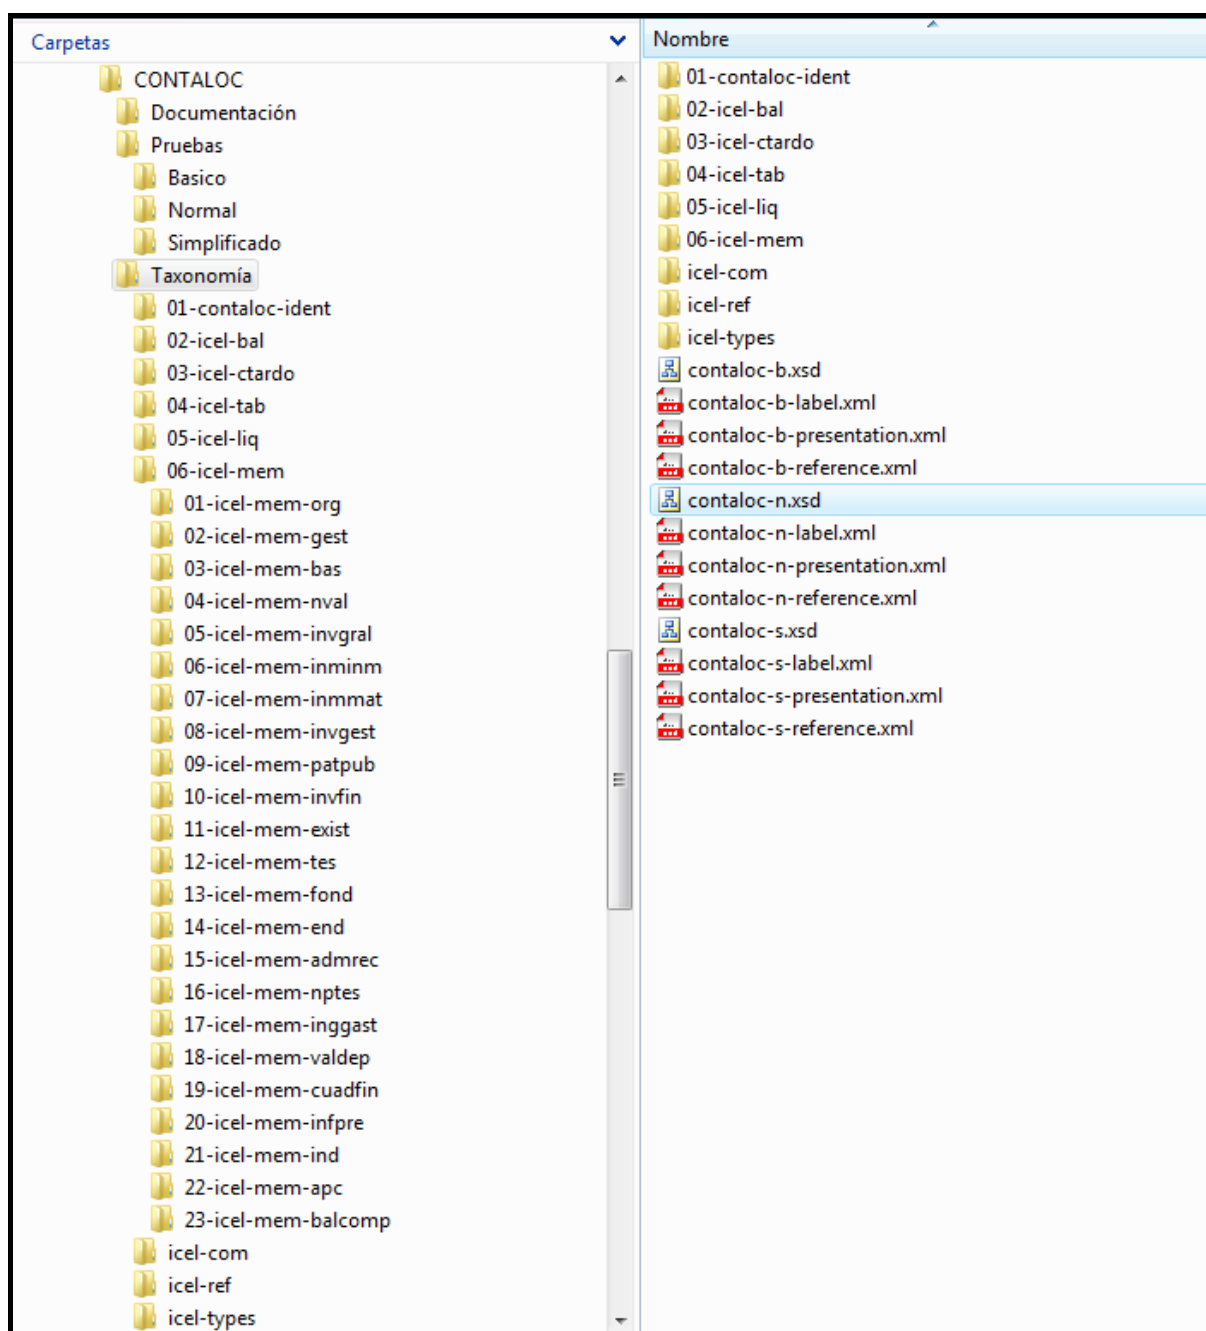 Carpetas
CONTALOC
Documentación
Pruebas
Basico
Normal
Simplificado
Taxonomía
01-contaloc-ident
02-icel-bal
03-icel-ctardo
04-icel-tab
05-icel-liq
06-icel-mem
01-icel-mem-org
02-icel-mem-gest
03-icel-mem-bas
04-icel-mem-nval
05-icel-mem-invgral
06-icel-mem-inminm
07-icel-mem-inmmat
08-icel-mem-invgest
09-icel-mem-patpub
10-icel-mem-invfin
11-icel-mem-exist
12-icel-mem-tes
13-icel-mem-fond
14-icel-mem-end
15-icel-mem-admrec
16-icel-mem-nptes
17-icel-mem-inggast
18-icel-mem-valdep
19-icel-mem-cuadfin
20-icel-mem-infpre
21-icel-mem-ind
22-icel-mem-apc
23-icel-mem-balcomp
icel-com
icel-ref
icel-types
Nombre
01-contaloc-ident
02-icel-bal
03-icel-ctardo
04-icel-tab
05-icel-liq
06-icel-mem
icel-com
icel-ref
icel-types
contaloc-b.xsd
contaloc-b-label.xml
contaloc-b-presentation.xml
contaloc-b-reference.xml
contaloc-n.xsd
contaloc-n-label.xml
contaloc-n-presentation.xml
contaloc-n-reference.xml
contaloc-s.xsd
contaloc-s-label.xml
contaloc-s-presentation.xml
contaloc-s-reference.xml